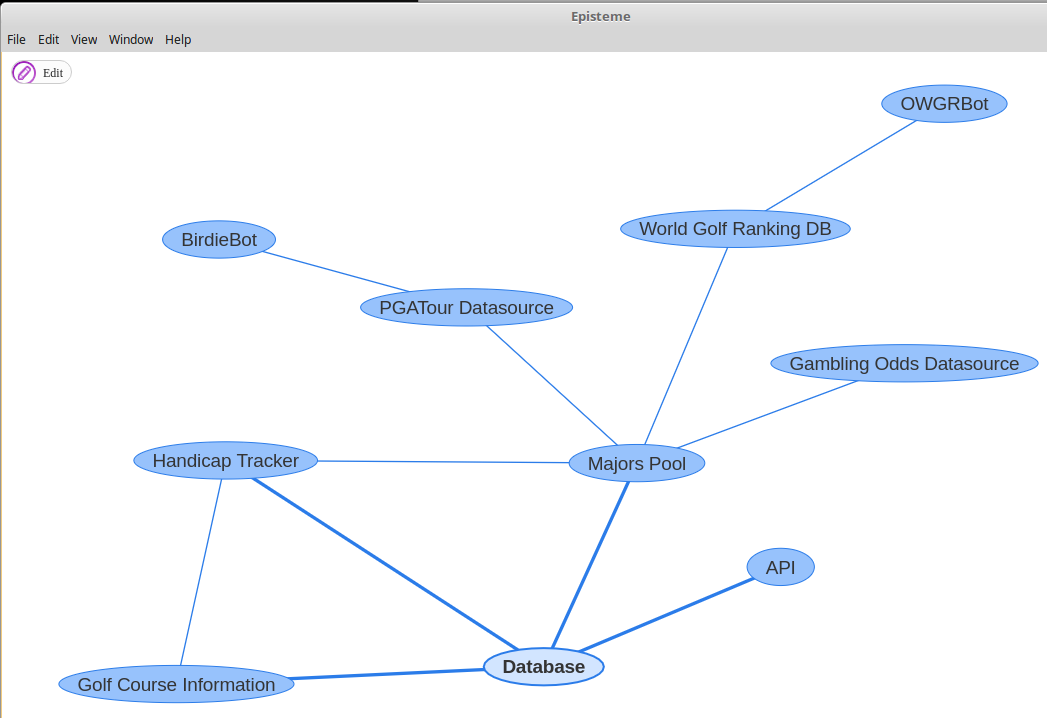 Episteme
File Edit View Window Help
Edit
OWGRBot
World Golf Ranking DB
BirdieBot
PGATour Datasource
Gambling Odds Datasource
Handicap Tracker
Majors Pool
API
Database
Golf Course Information